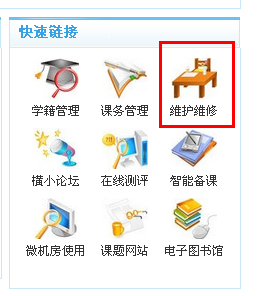 快速链接
学籍管理 课务管理 维护维修
横小论坛 在线测评 智能备课
微机房使用 课题网站 电子图书馆